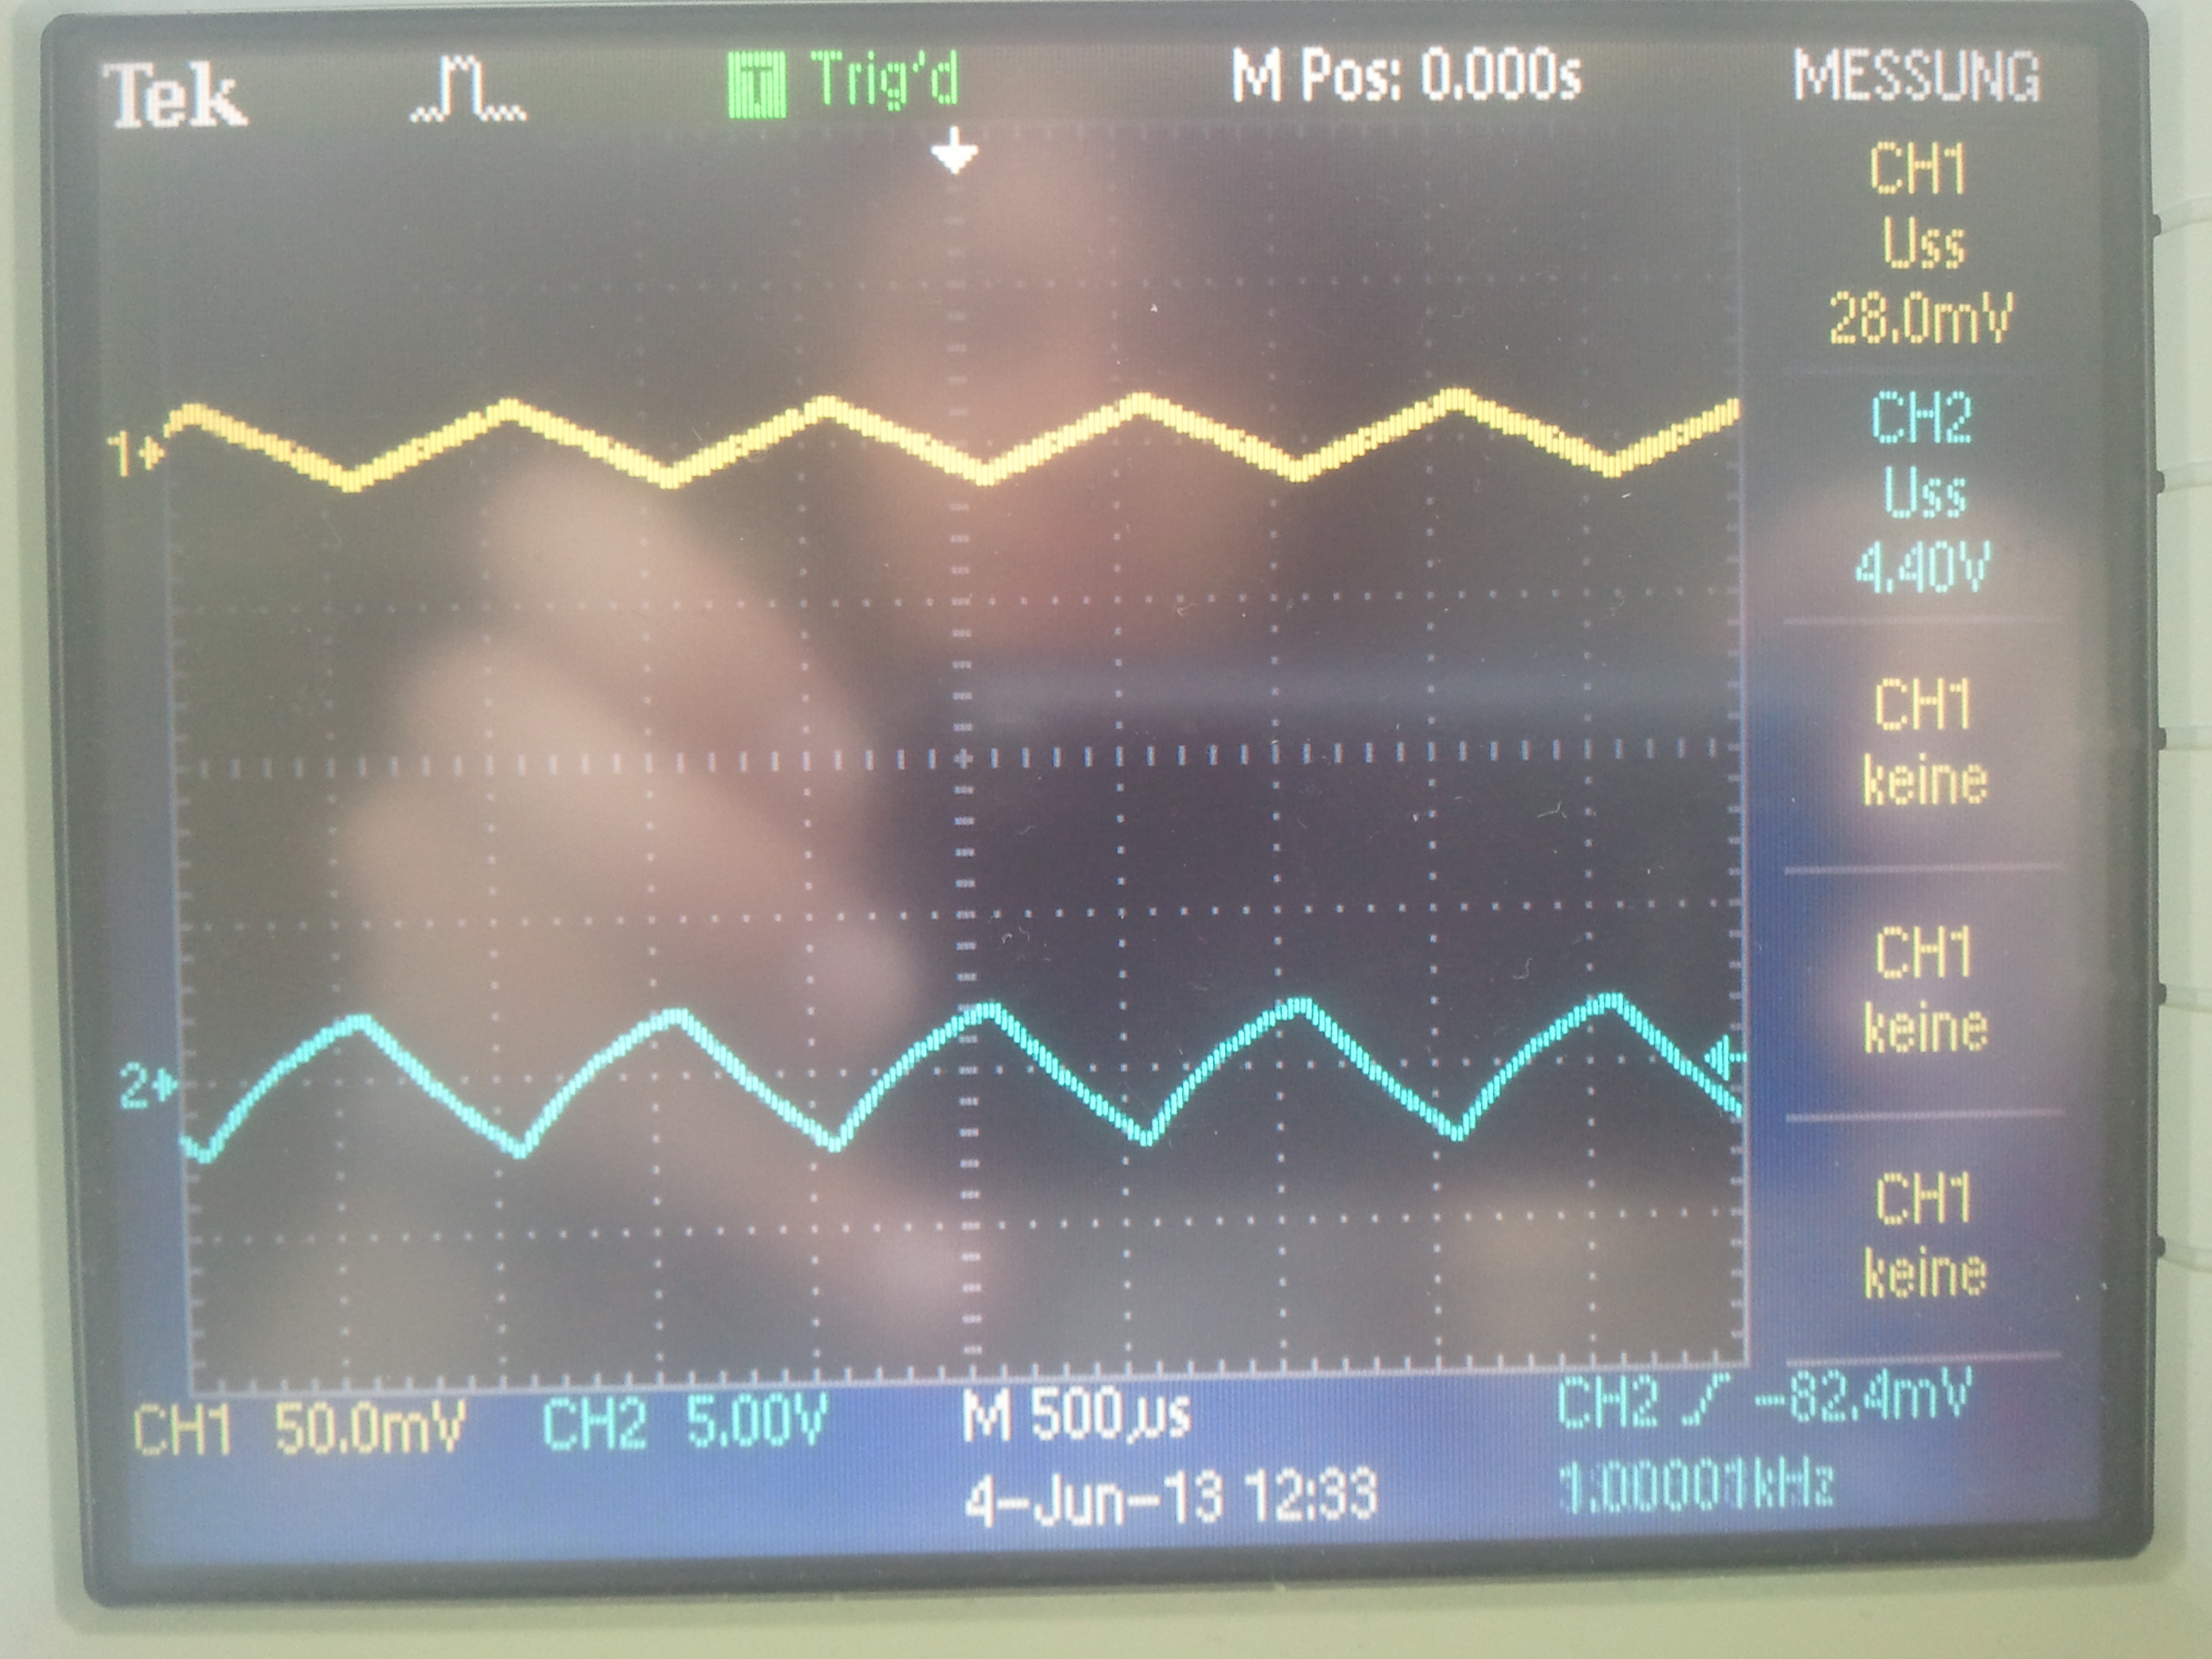 Tek Trig'd M Pos: 0.000s MESSUNG
CH1
Uss
28.0mV
CH2
Uss
4.40V
CH1
keine
CH1
keine
CH1
keine
1
2
CH1 50.0mV CH2 5.00V M 500µs CH2 -82.4mV
4-Jun-13 12:33 1.00001kHz